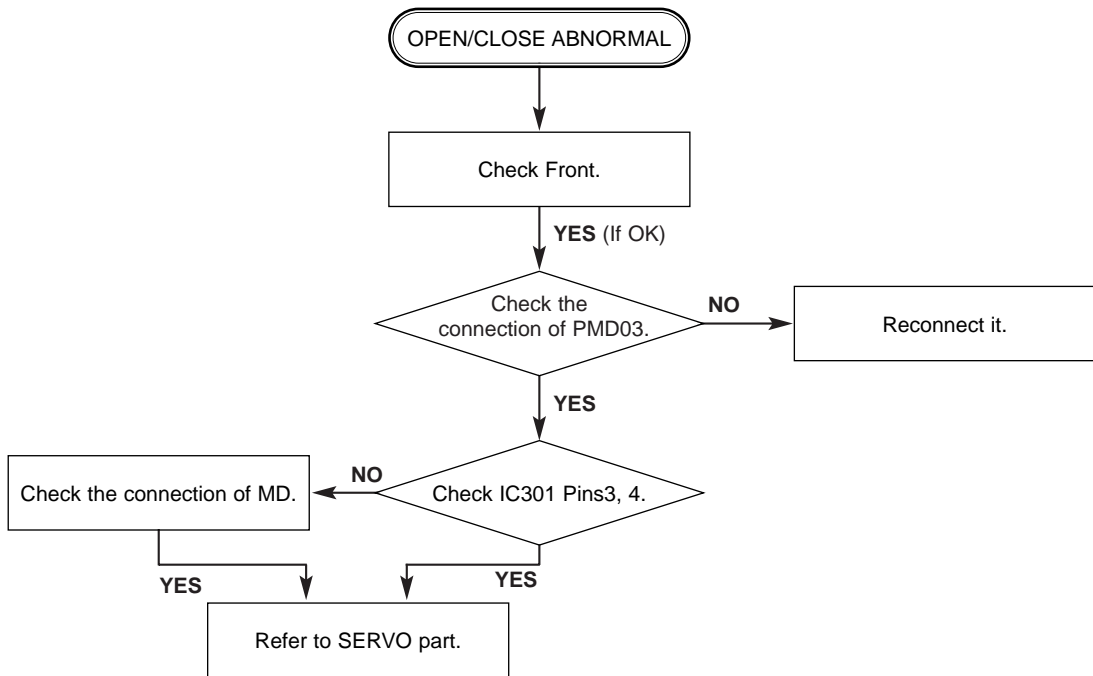 OPEN/CLOSE ABNORMAL
Check Front.
YES (If OK)
Check the
connection of PMD03.
NO
Reconnect it.
YES
Check IC301 Pins3, 4.
NO
Check the connection of MD.
YES
YES
Refer to SERVO part.